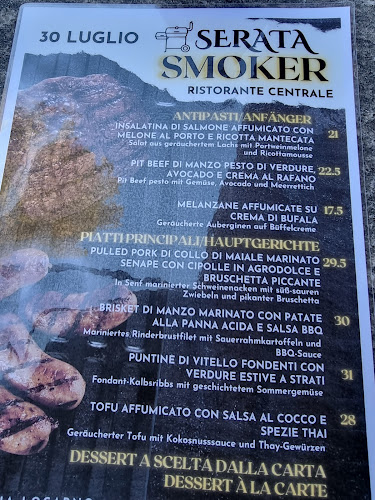 30 LUGLIO
SERATA
SMOKER
RISTORANTE CENTRALE
ANTIPASTI/ANFÄNGER
INSALATINA DI SALMONE AFFUMICATO CON
MELONE AL PORTO E RICOTTA MANTECATA
21
Salat aus geräuchertem Lachs mit Portweinmelone
und Ricottamousse
PIT BEEF DI MANZO PESTO DI VERDURE,
AVOCADO E CREMA AL RAFANO
22.5
Pit Beef pesto mit Gemüse, Avocado und Meerrettich
MELANZANE AFFUMICATE SU
CREMA DI BUFALA
17.5
Geräucherte Auberginen auf Büffelcreme
PIATTI PRINCIPALI/HAUPTGERICHTE
PULLED PORK DI COLLO DI MAIALE MARINATO
SENAPE CON CIPOLLE IN AGRODOLCE E
BRUSCHETTA PICCANTE
29.5
In Senf marinierter Schweinenacken mit süß-sauren
Zwiebeln und pikanter Bruschetta
BRISKET DI MANZO MARINATO CON PATATE
ALLA PANNA ACIDA E SALSA BBQ
30
Mariniertes Rinderbrustfilet mit Sauerrahmkartoffeln und
BBQ-Sauce
PUNTINE DI VITELLO FONDENTI CON
VERDURE ESTIVE A STRATI
31
Fondant-Kalbsribbs mit geschichtetem Sommergemüse
TOFU AFFUMICATO CON SALSA AL COCCO E
SPEZIE THAI
28
Geräucherter Tofu mit Kokosnusssauce und Thai-Gewürzen
DESSERT A SCELTA DALLA CARTA
DESSERT À LA CARTE
LOCARNO